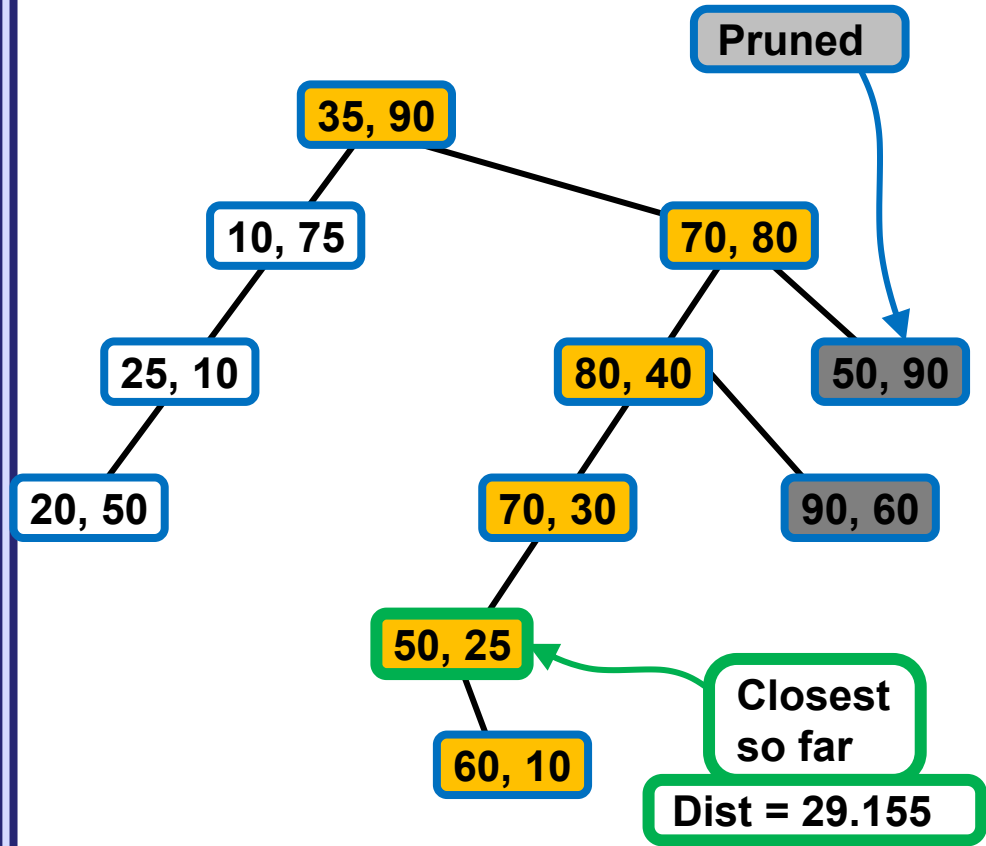 Pruned
35, 90
10, 75
70, 80
25, 10
80, 40
50, 90
20, 50
70, 30
90, 60
50, 25
Closest
so far
60, 10
Dist = 29.155